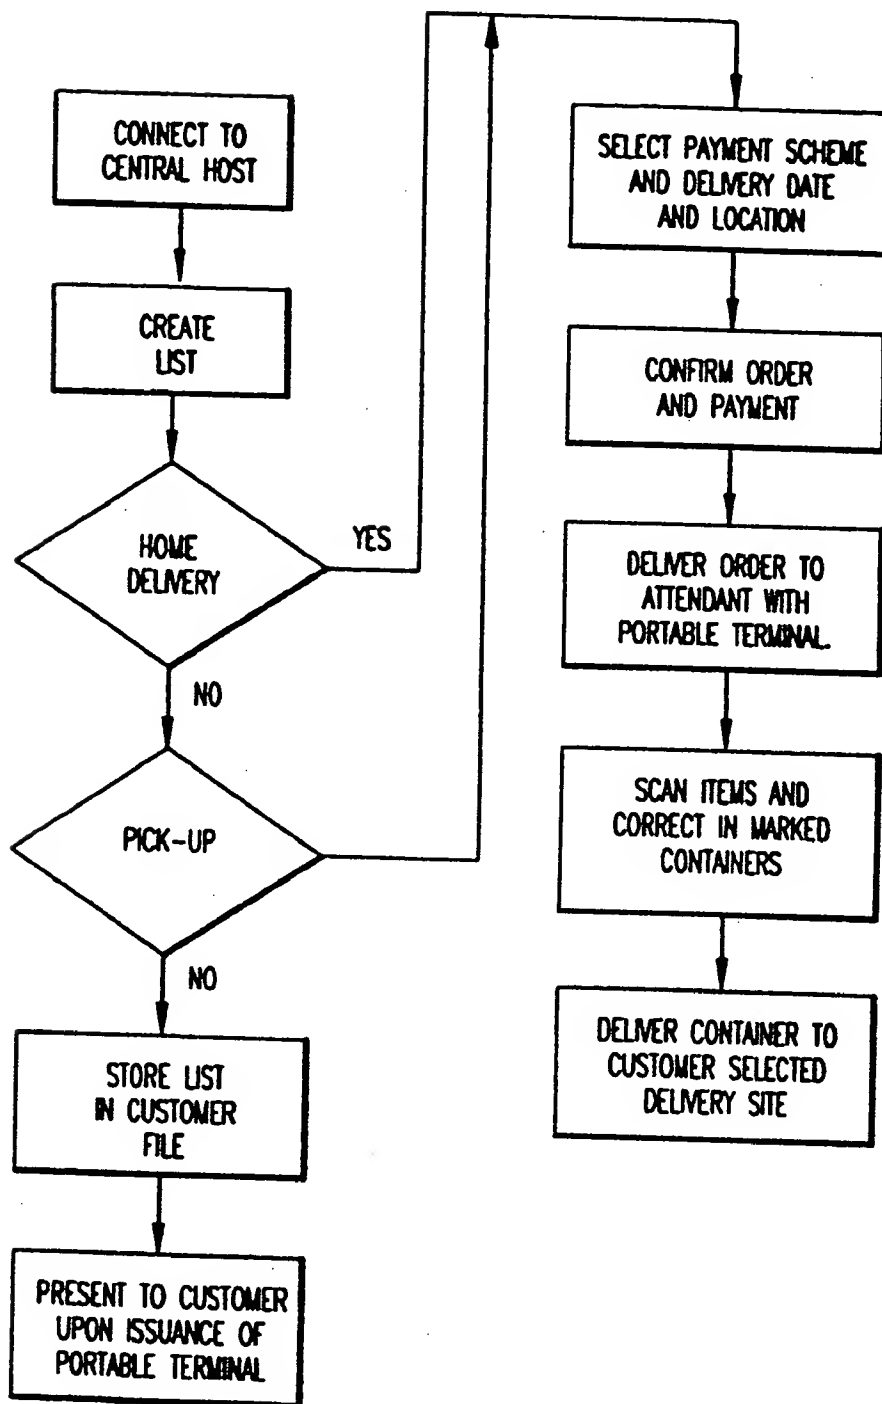 CONNECT TO
CENTRAL HOST
CREATE
LIST
HOME
DELIVERY
YES
NO
PICK-UP
NO
STORE LIST
IN CUSTOMER
FILE
PRESENT TO CUSTOMER
UPON ISSUANCE OF
PORTABLE TERMINAL
SELECT PAYMENT SCHEME
AND DELIVERY DATE
AND LOCATION
CONFIRM ORDER
AND PAYMENT
DELIVER ORDER TO
ATTENDANT WITH
PORTABLE TERMINAL.
SCAN ITEMS AND
CORRECT IN MARKED
CONTAINERS
DELIVER CONTAINER TO
CUSTOMER SELECTED
DELIVERY SITE